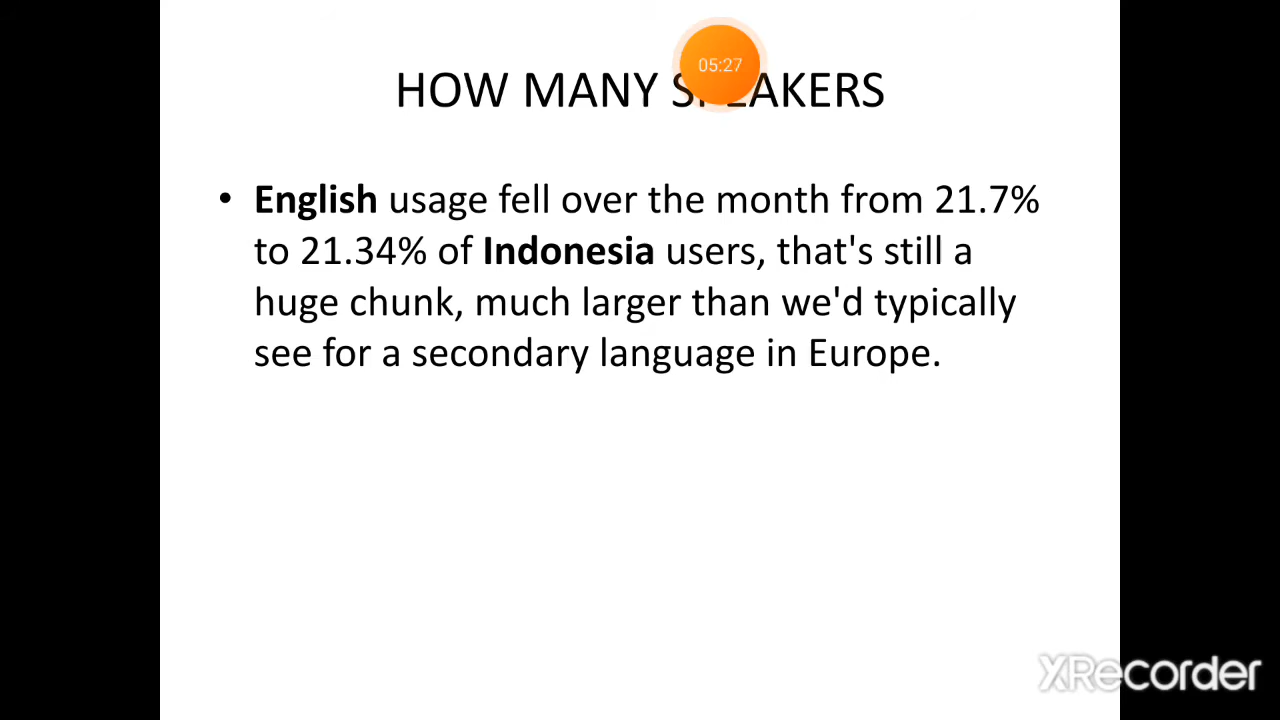 05:27
HOW MANY SPEAKERS
• English usage fell over the month from 21.7%
to 21.34% of Indonesia users, that's still a
huge chunk, much larger than we'd typically
see for a secondary language in Europe.
XRecorder